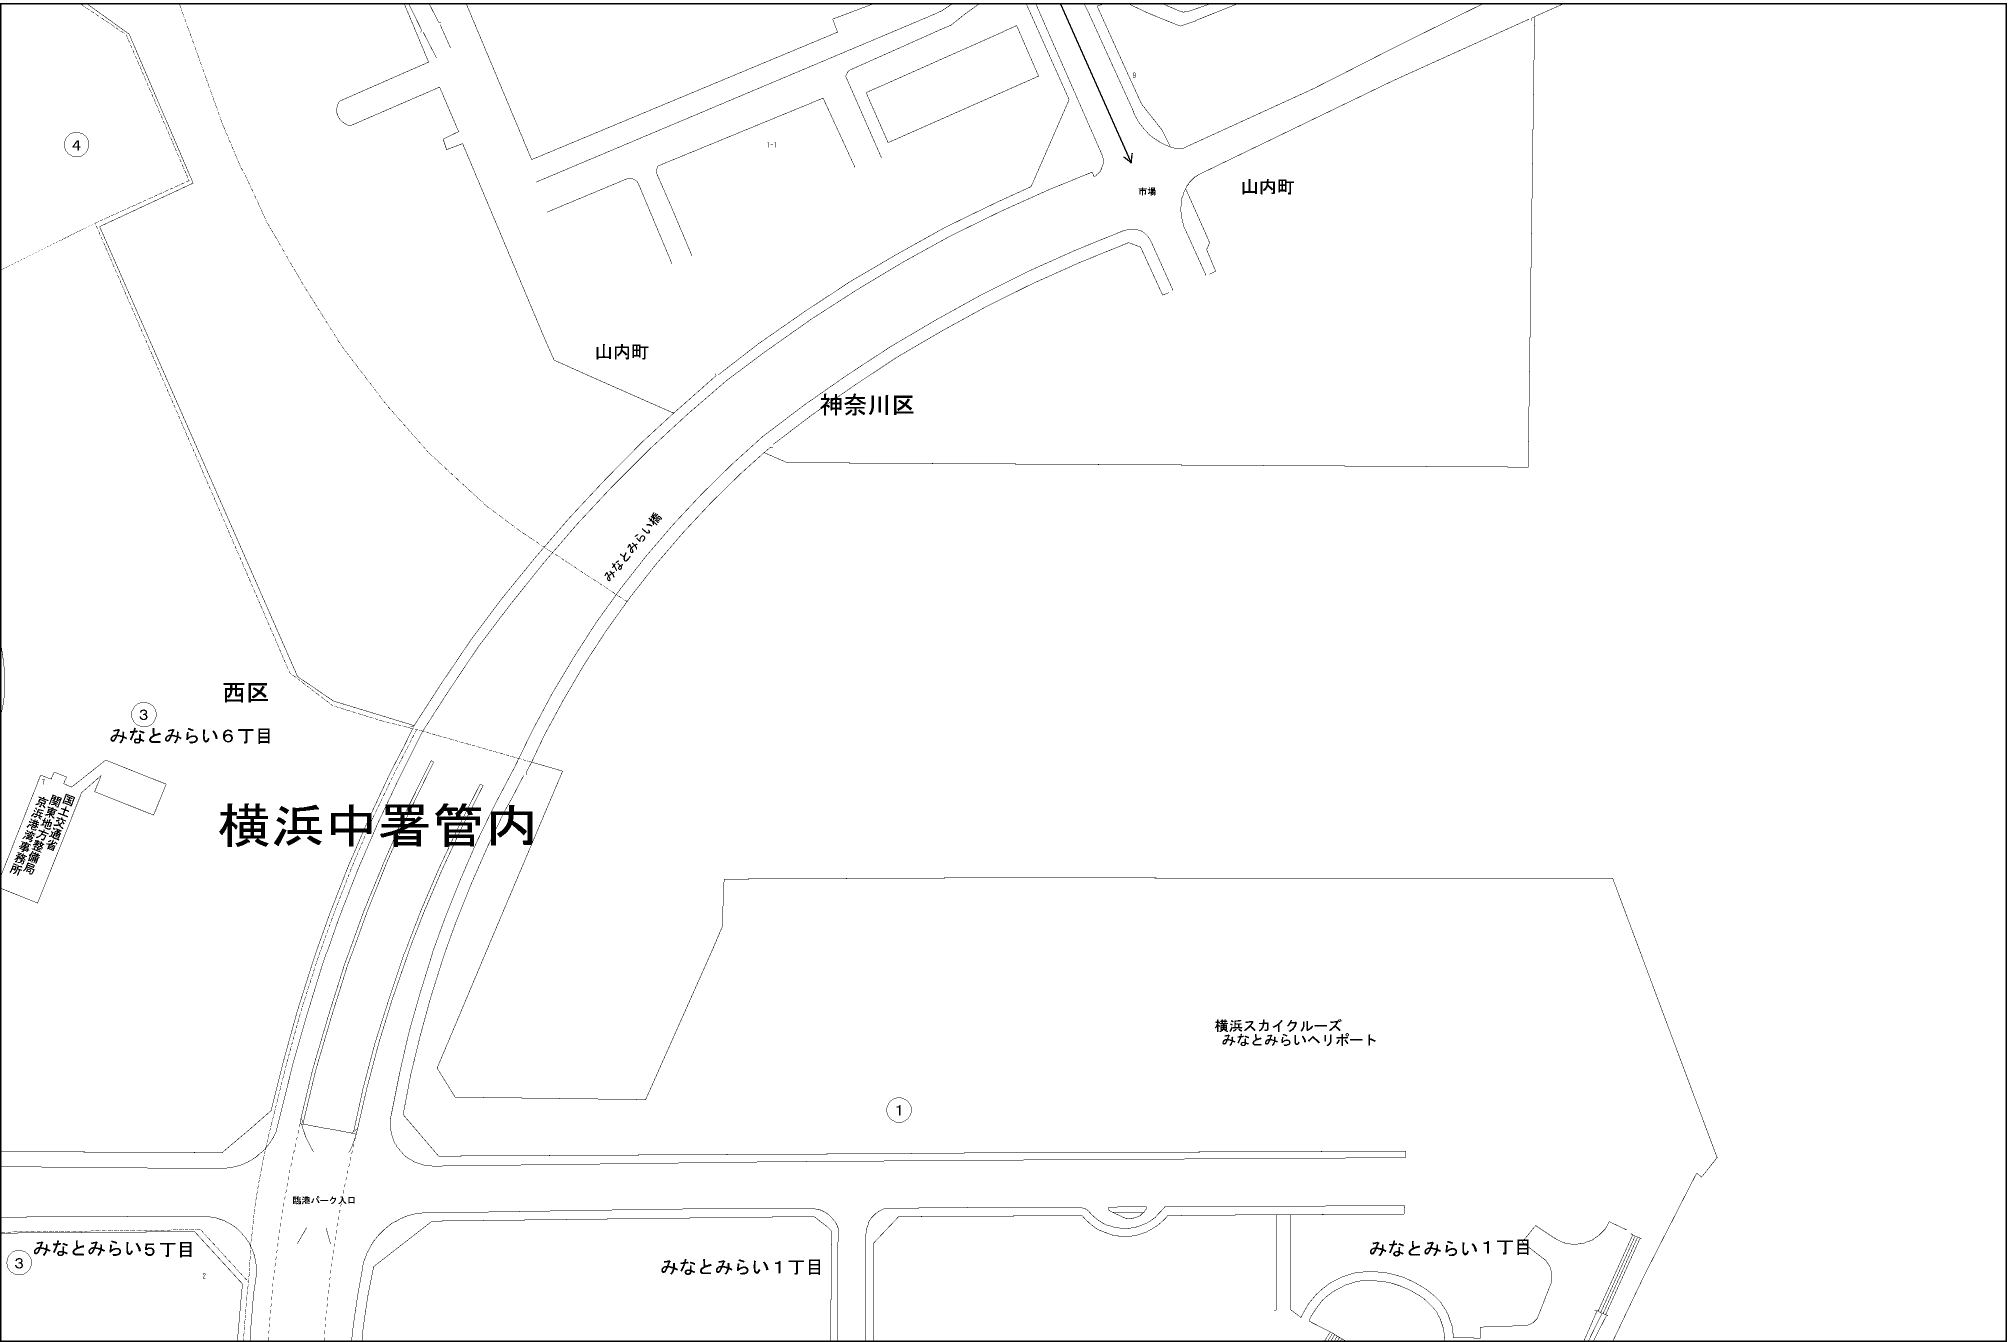 9
4
1-1
市場
山内町
山内町
神奈川区
みなとみらい橋
西区
3
みなとみらい６丁目
1
国土交通省
関東地方整備局
京浜港湾事務所
横浜中署管内
横浜スカイクルーズ
みなとみらいヘリポート
1
臨港パーク入口
みなとみらい５丁目
3
2
みなとみらい１丁目
みなとみらい１丁目